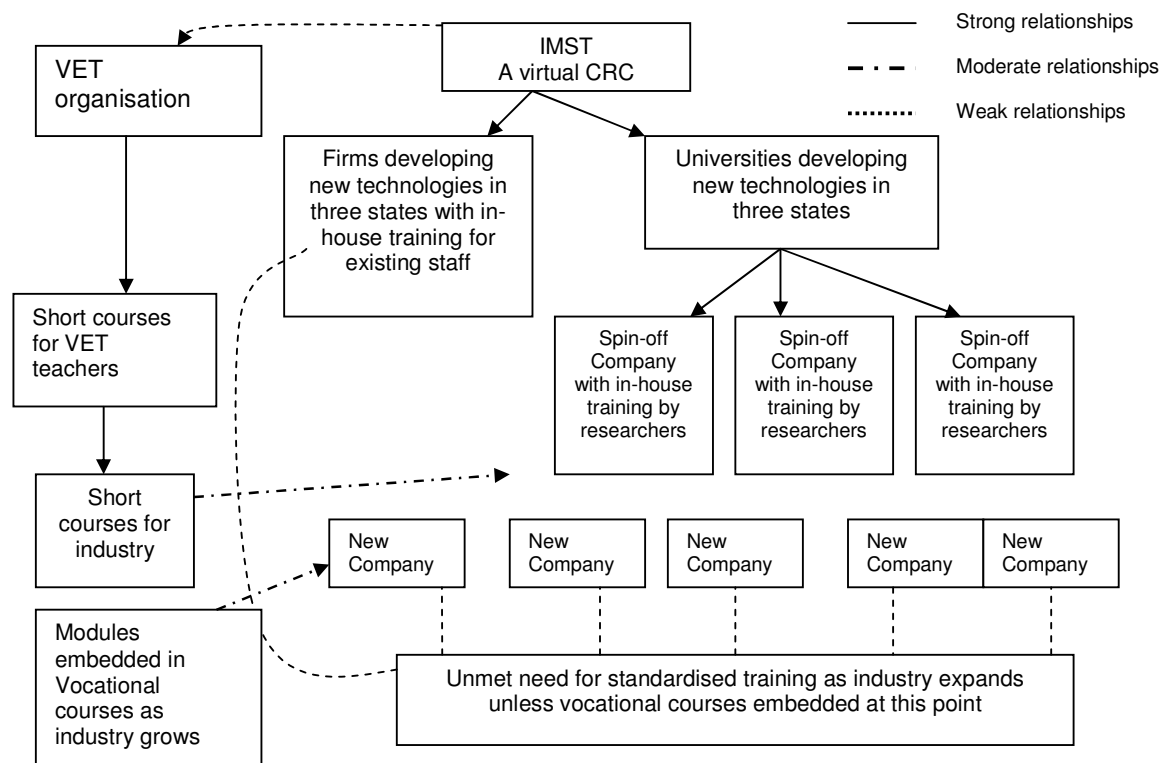 IMST
A virtual CRC
Strong relationships
Moderate relationships
Weak relationships
VET
organisation
Firms developing
new technologies in
three states with in-
house training for
existing staff
Universities developing
new technologies in
three states
Short courses
for VET
teachers
Spin-off
Company
with in-house
training by
researchers
Spin-off
Company
with in-house
training by
researchers
Spin-off
Company
with in-house
training by
researchers
Short
courses for
industry
New
Company
New
Company
New
Company
New
Company
New
Company
Modules
embedded in
Vocational
courses as
industry grows
Unmet need for standardised training as industry expands
unless vocational courses embedded at this point